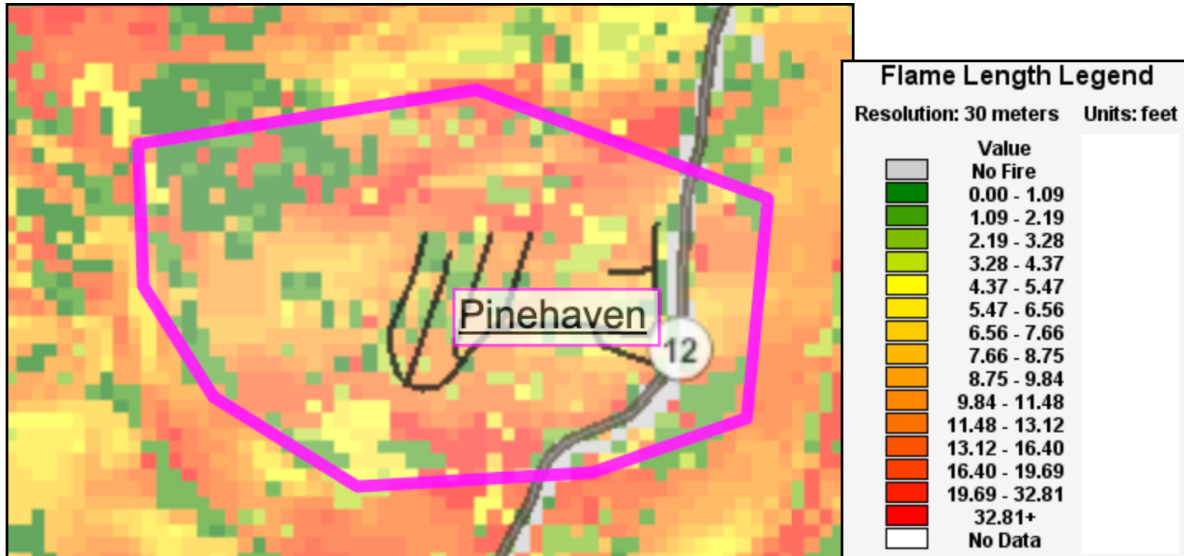 Pinehaven
12
Flame Length Legend
Resolution: 30 meters Units: feet
Value
No Fire
0.00 - 1.09
1.09 - 2.19
2.19 - 3.28
3.28 - 4.37
4.37 - 5.47
5.47 - 6.56
6.56 - 7.66
7.66 - 8.75
8.75 - 9.84
9.84 - 11.48
11.48 - 13.12
13.12 - 16.40
16.40 - 19.69
19.69 - 32.81
32.81+
No Data